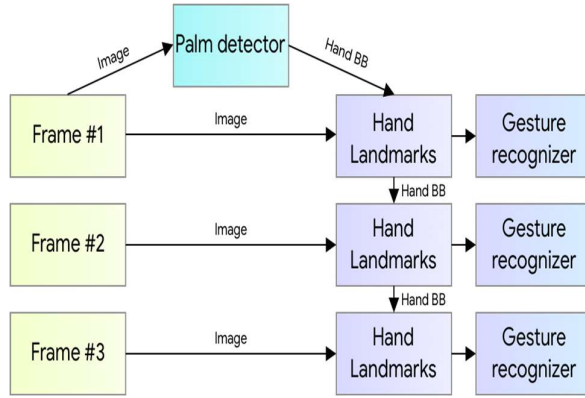 Image
Palm detector
Hand BB
Frame #1
Image
Hand
Landmarks
Gesture
recognizer
Hand BB
Frame #2
Image
Hand
Landmarks
Gesture
recognizer
Hand BB
Frame #3
Image
Hand
Landmarks
Gesture
recognizer